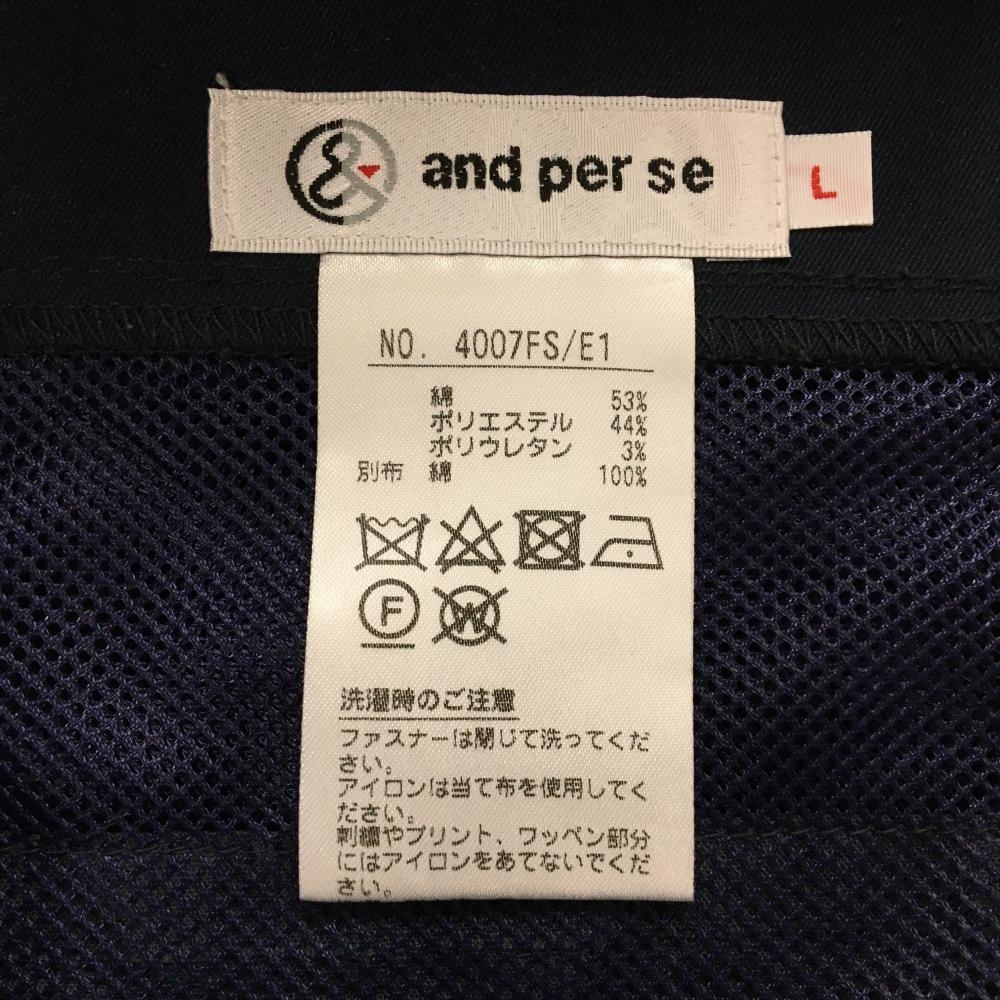 and per se
L
NO. 4007FS/E1
綿 53%
ポリエステル 44%
ポリウレタン 3%
別布 綿 100%
F
W
洗濯時のご注意
ファスナーは閉じて洗ってくだ
さい。
アイロンは当て布を使用してく
ださい。
刺繍やプリント、ワッペン部分
にはアイロンをあてないでくだ
さい。